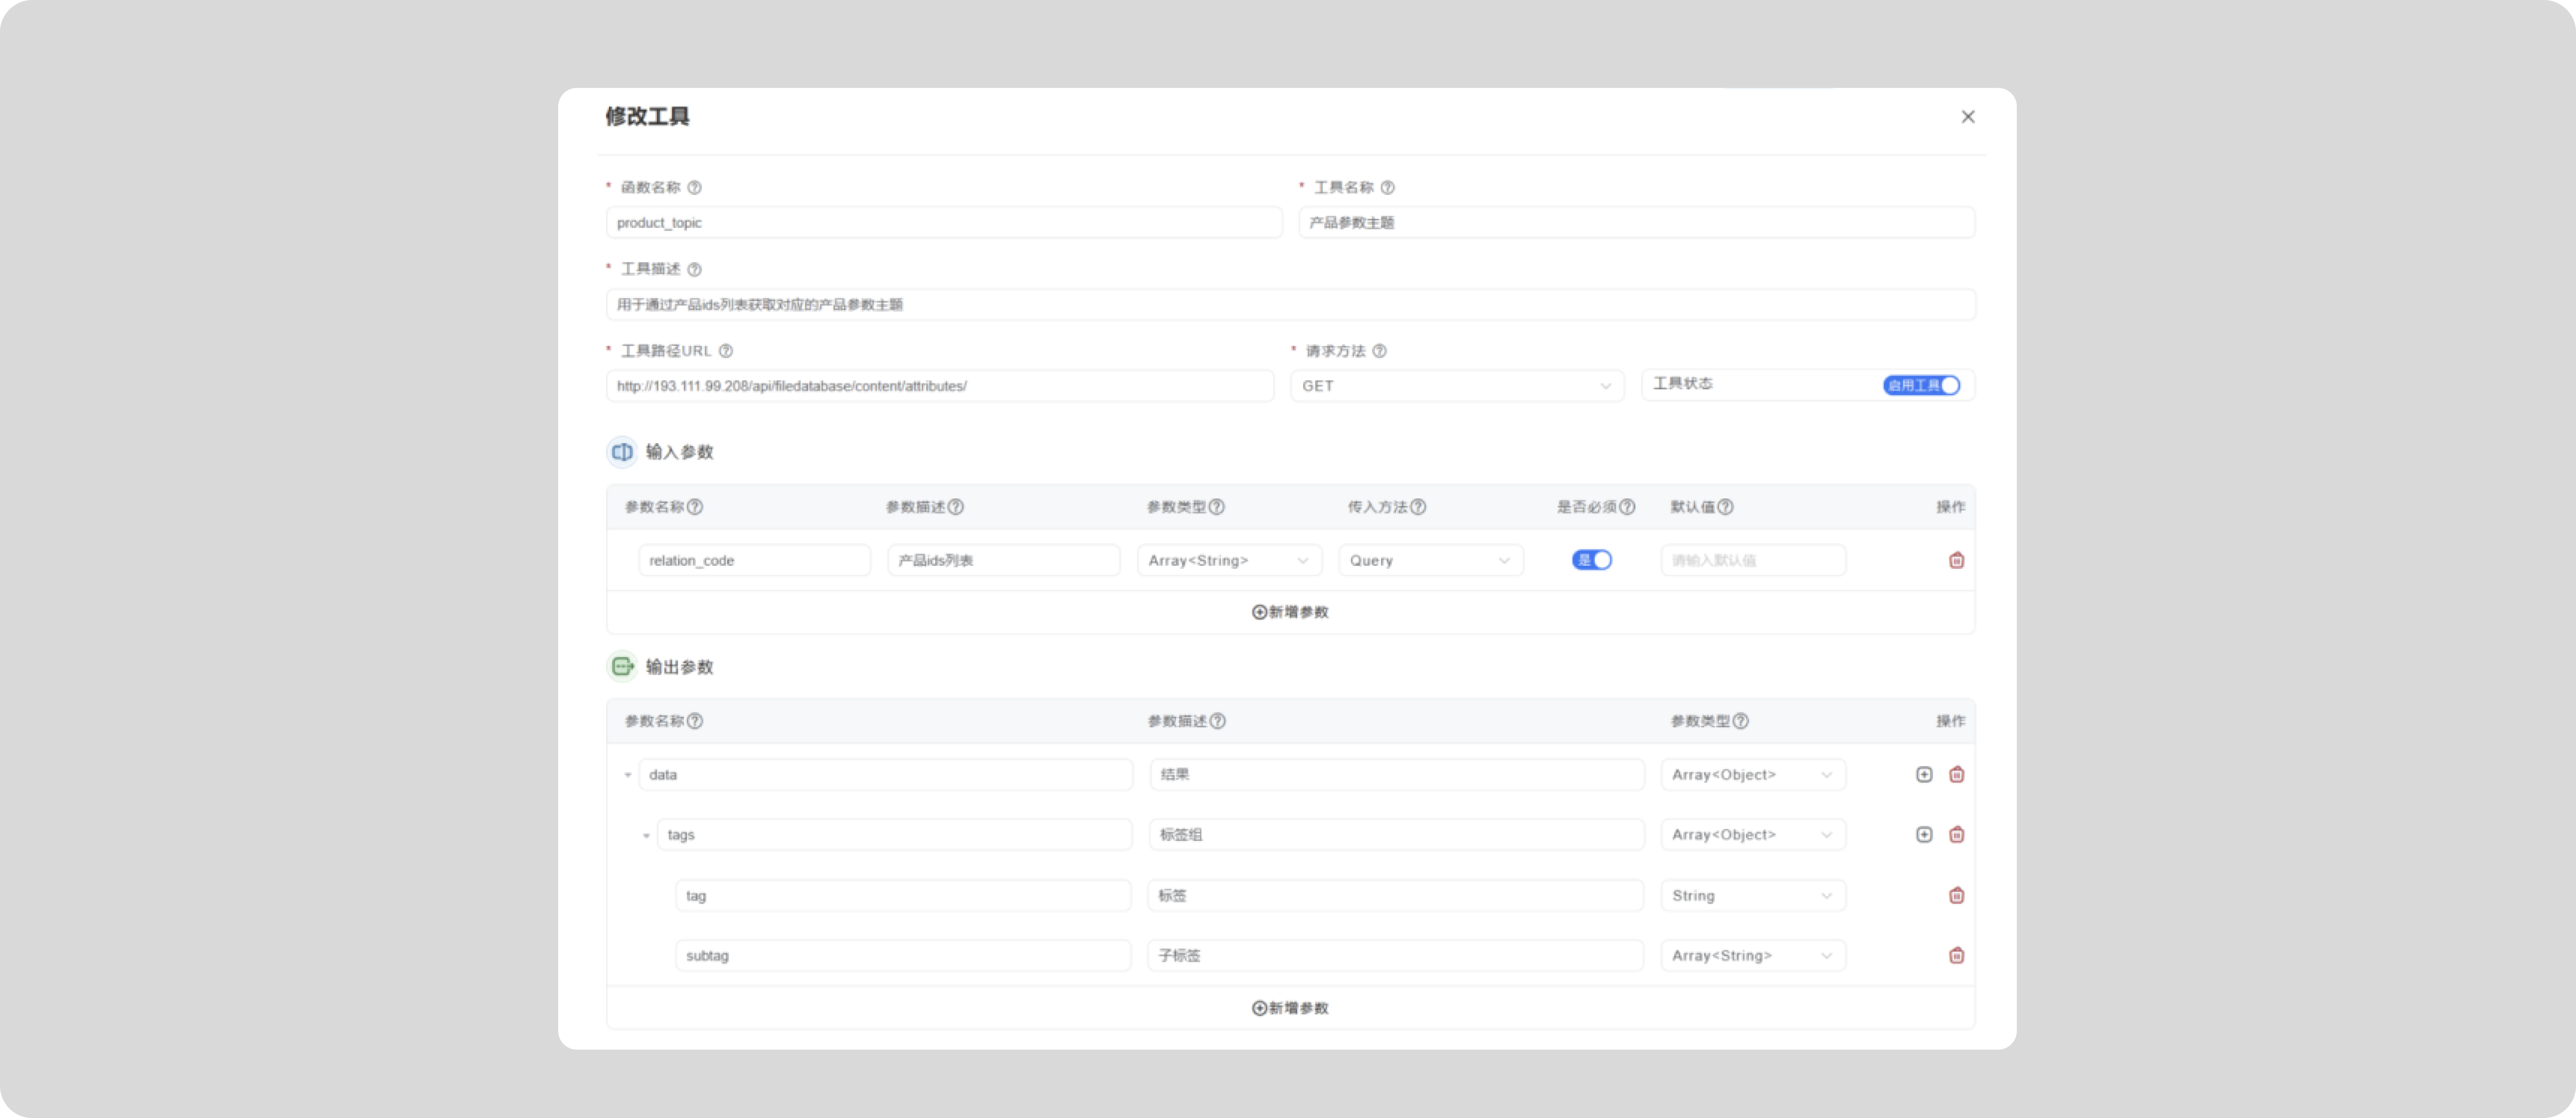 修改工具
* 函数名称 * 工具名称
product_topic 产品参数主题
* 工具描述
用于通过产品ids列表获取对应的产品参数主题
* 工具路径URL * 请求方法
http://193.111.99.208/api/filedatabase/content/attributes/ GET 工具状态 启用工具
输入参数
参数名称 参数描述 参数类型 传入方法 是否必须 默认值 操作
relation_code 产品ids列表 Array<String> Query 是 请输入默认值
新增参数
输出参数
参数名称 参数描述 参数类型 操作
data 结果 Array<Object>
tags 标签组 Array<Object>
tag 标签 String
subtag 子标签 Array<String>
新增参数